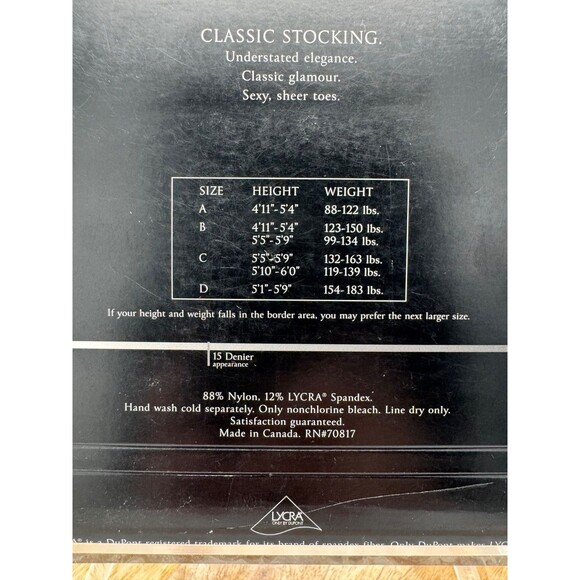 CLASSIC STOCKING.
Understated elegance.
Classic glamour.
Sexy, sheer toes.
SIZE HEIGHT WEIGHT
A 4'11"-5'4" 88-122 lbs.
B 4'11"-5'4" 123-150 lbs.
5'5"-5'9" 99-134 lbs.
C 5'5"-5'9" 132-163 lbs.
5'10"-6'0" 119-139 lbs.
D 5'1"-5'9" 154-183 lbs.
If your height and weight falls in the border area, you may prefer the next larger size.
15 Denier
appearance
88% Nylon, 12% LYCRA® Spandex.
Hand wash cold separately. Only nonchlorine bleach. Line dry only.
Satisfaction guaranteed.
Made in Canada. RN#70817
LYCRA®
ONLY BY DUPONT
A® is a DuPont registered trademark for its brand of spandex fiber. Only DuPont makes